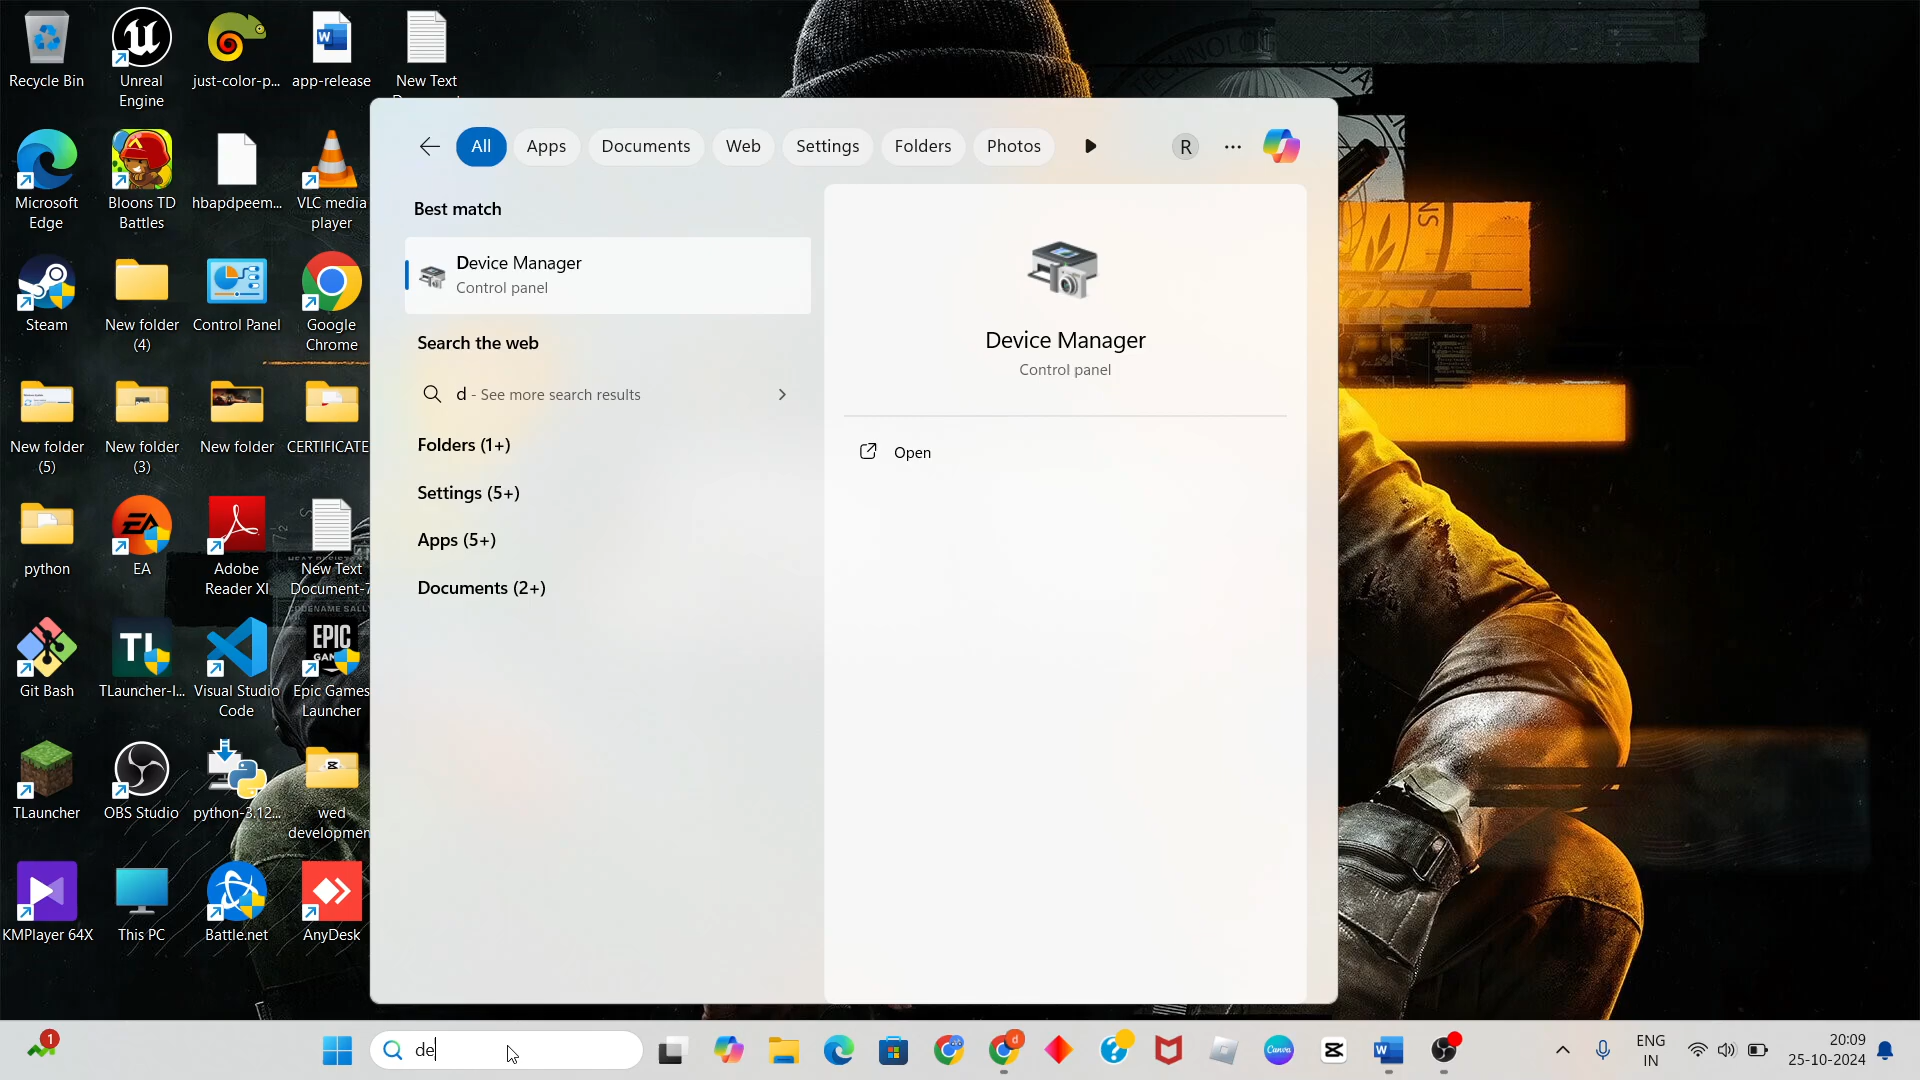 Recycle Bin
Unreal
Engine
just-color-p...
app-release
New Text
Microsoft
Edge
Bloons TD
Battles
hbapdpeem...
VLC media
player
Steam
New folder
(4)
Control Panel
Google
Chrome
New folder
(5)
New folder
(3)
New folder
CERTIFICATE
python
EA
Adobe
Reader XI
New Text
Document-7
Git Bash
TLauncher-I...
Visual Studio
Code
Epic Games
Launcher
TLauncher
OBS Studio
python-3.12...
wed
developmen
KMPlayer 64X
This PC
Battle.net
AnyDesk
All
Apps
Documents
Web
Settings
Folders
Photos
R
Best match
Device Manager
Control panel
Search the web
d - See more search results
Folders (1+)
Settings (5+)
Apps (5+)
Documents (2+)
Device Manager
Control panel
Open
1
de
ENG
IN
20:09
25-10-2024